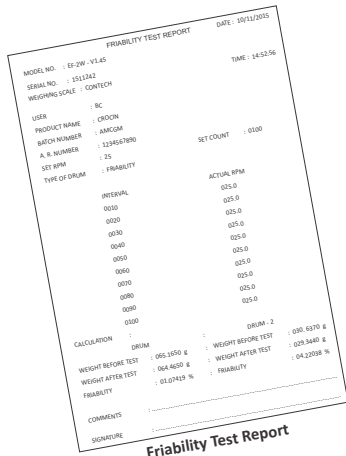 FRIABILITY TEST REPORT
DATE : 10/11/2015
MODEL NO. : EF-2W - V1.45
TIME : 14:52:56
SERIAL NO. : 1511242
WEIGHING SCALE : CONTECH
USER : BC
PRODUCT NAME : CROCIN
BATCH NUMBER : AMCGM
A. R. NUMBER : 1234567890
SET RPM : 25 SET COUNT : 0100
TYPE OF DRUM : FRIABILITY
INTERVAL ACTUAL RPM
0010 025.0
0020 025.0
0030 025.0
0040 025.0
0050 025.0
0060 025.0
0070 025.0
0080 025.0
0090 025.0
0100 025.0
CALCULATION :
DRUM : DRUM - 2
WEIGHT BEFORE TEST : 065.1650 g : WEIGHT BEFORE TEST : 030.6370 g
WEIGHT AFTER TEST : 064.4650 g : WEIGHT AFTER TEST : 029.3440 g
FRIABILITY : 01.07419 % : FRIABILITY : 04.22038 %
COMMENTS :
SIGNATURE :
Friability Test Report